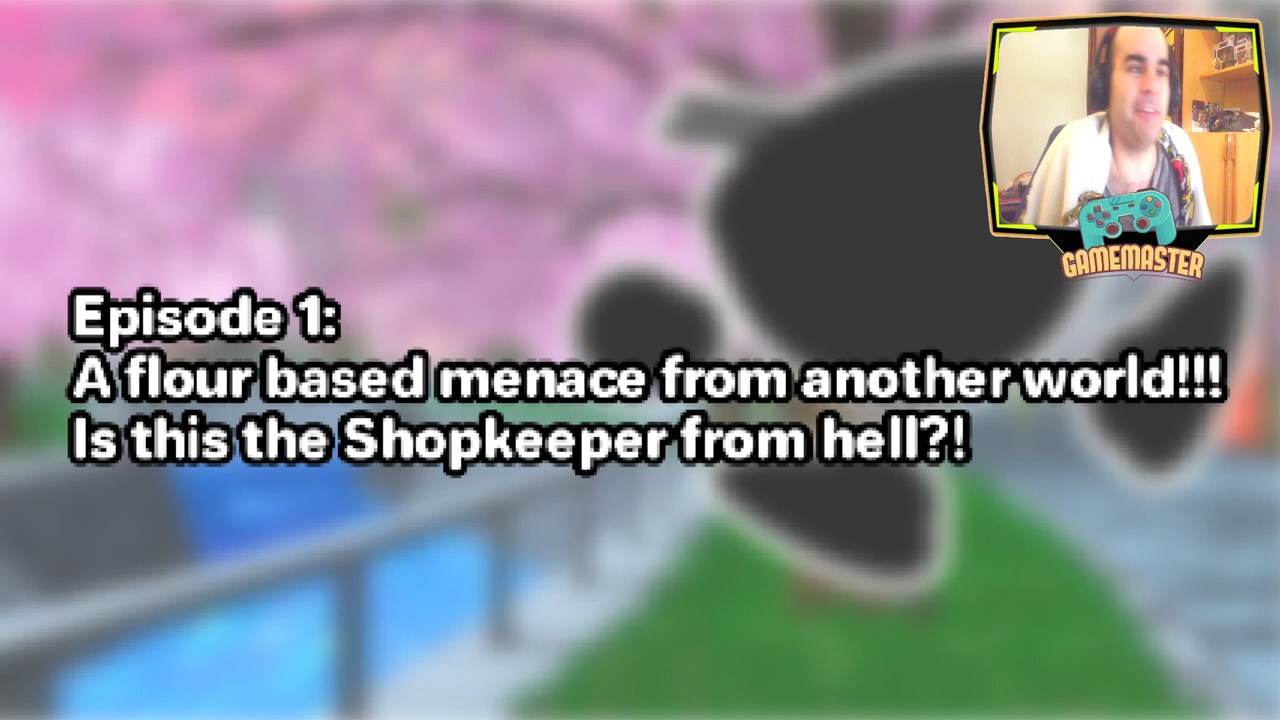 GAMEMASTER
Episode 1:
A flour based menace from another world!!!
Is this the Shopkeeper from hell?!